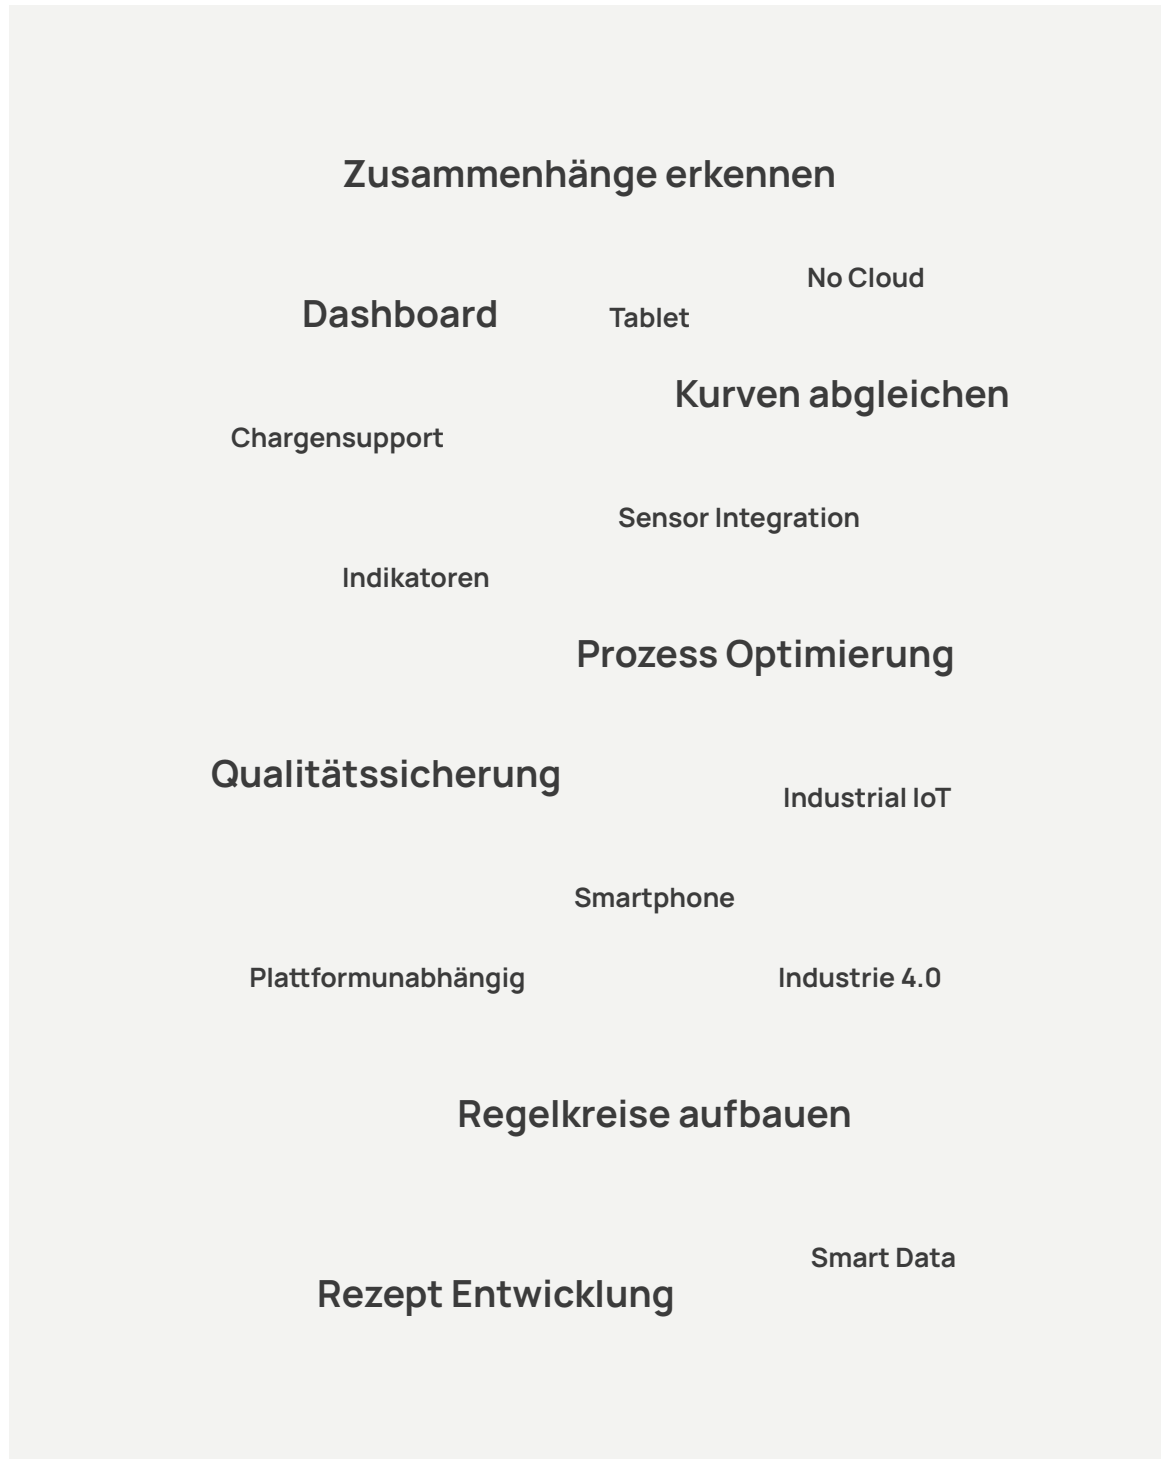 Zusammenhänge erkennen
No Cloud
Dashboard
Tablet
Kurven abgleichen
Chargensupport
Sensor Integration
Indikatoren
Prozess Optimierung
Qualitätssicherung
Industrial IoT
Smartphone
Plattformunabhängig
Industrie 4.0
Regelkreise aufbauen
Smart Data
Rezept Entwicklung